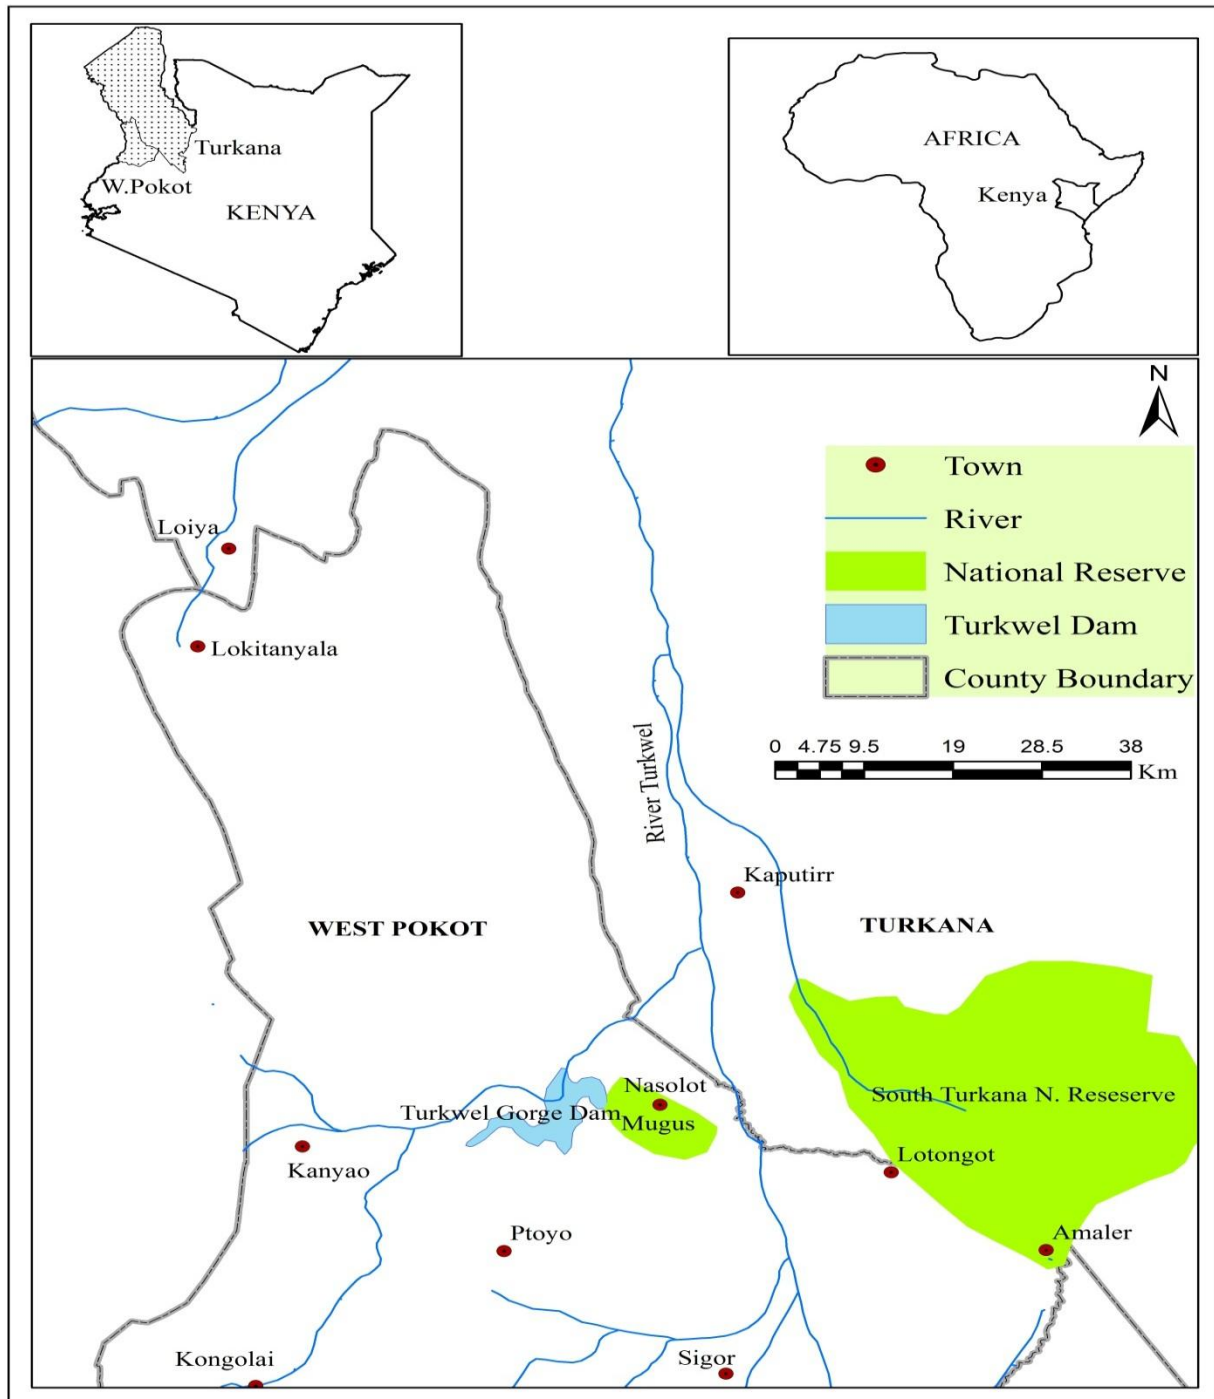 Turkana
W.Pokot
KENYA
AFRICA
Kenya
N
Town
River
National Reserve
Turkwel Dam
County Boundary
0 4.75 9.5 19 28.5 38
Km
Loiya
Lokitanyala
River Turkwel
Kaputirr
WEST POKOT
TURKANA
Nasolot
Mugus
Turkwel Gorge Dam
South Turkana N. Reseserve
Kanyao
Lotongot
Ptoyo
Amaler
Kongolai
Sigor